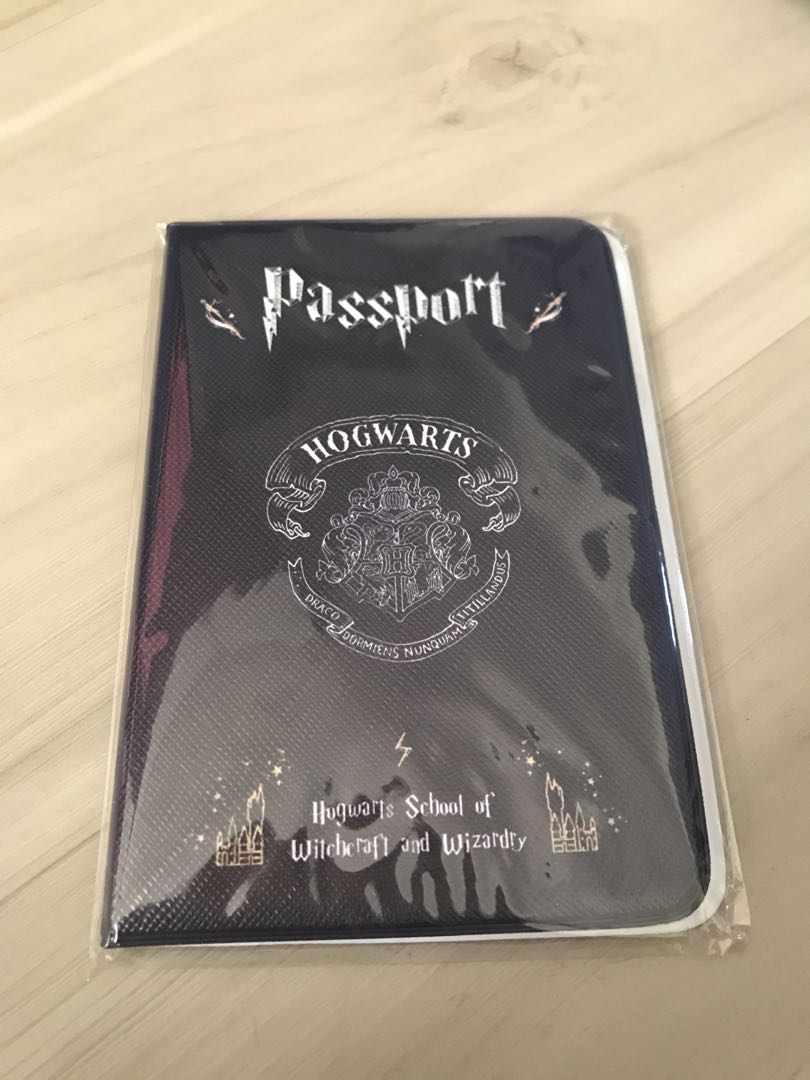 Passport
HOGWARTS
H
DRACO DORMIENS NUNQUAM TITILLANDUS
Hogwarts School of
Witchcraft and Wizardry